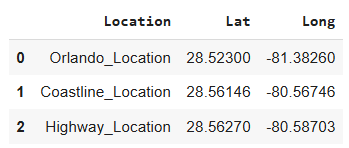 Location Lat Long
0 Orlando_Location 28.52300 -81.38260
1 Coastline_Location 28.56146 -80.56746
2 Highway_Location 28.56270 -80.58703